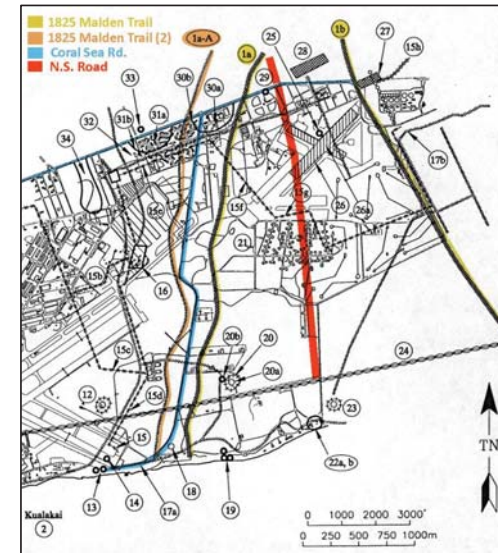 1825 Malden Trail
1825 Malden Trail (2)
Coral Sea Rd.
N.S. Road
1a-A
1a
25
28
1b
27
15h
33
30b
29
32
31b
31a
30a
34
17b
15e
15f
15g
26
26a
21
15b
16
24
15c
20b
20
12
20a
15d
23
15
18
22a, b
13
14
17a
19
Kualakai
2
TN
0 1000 2000 3000'
0 500 1000m